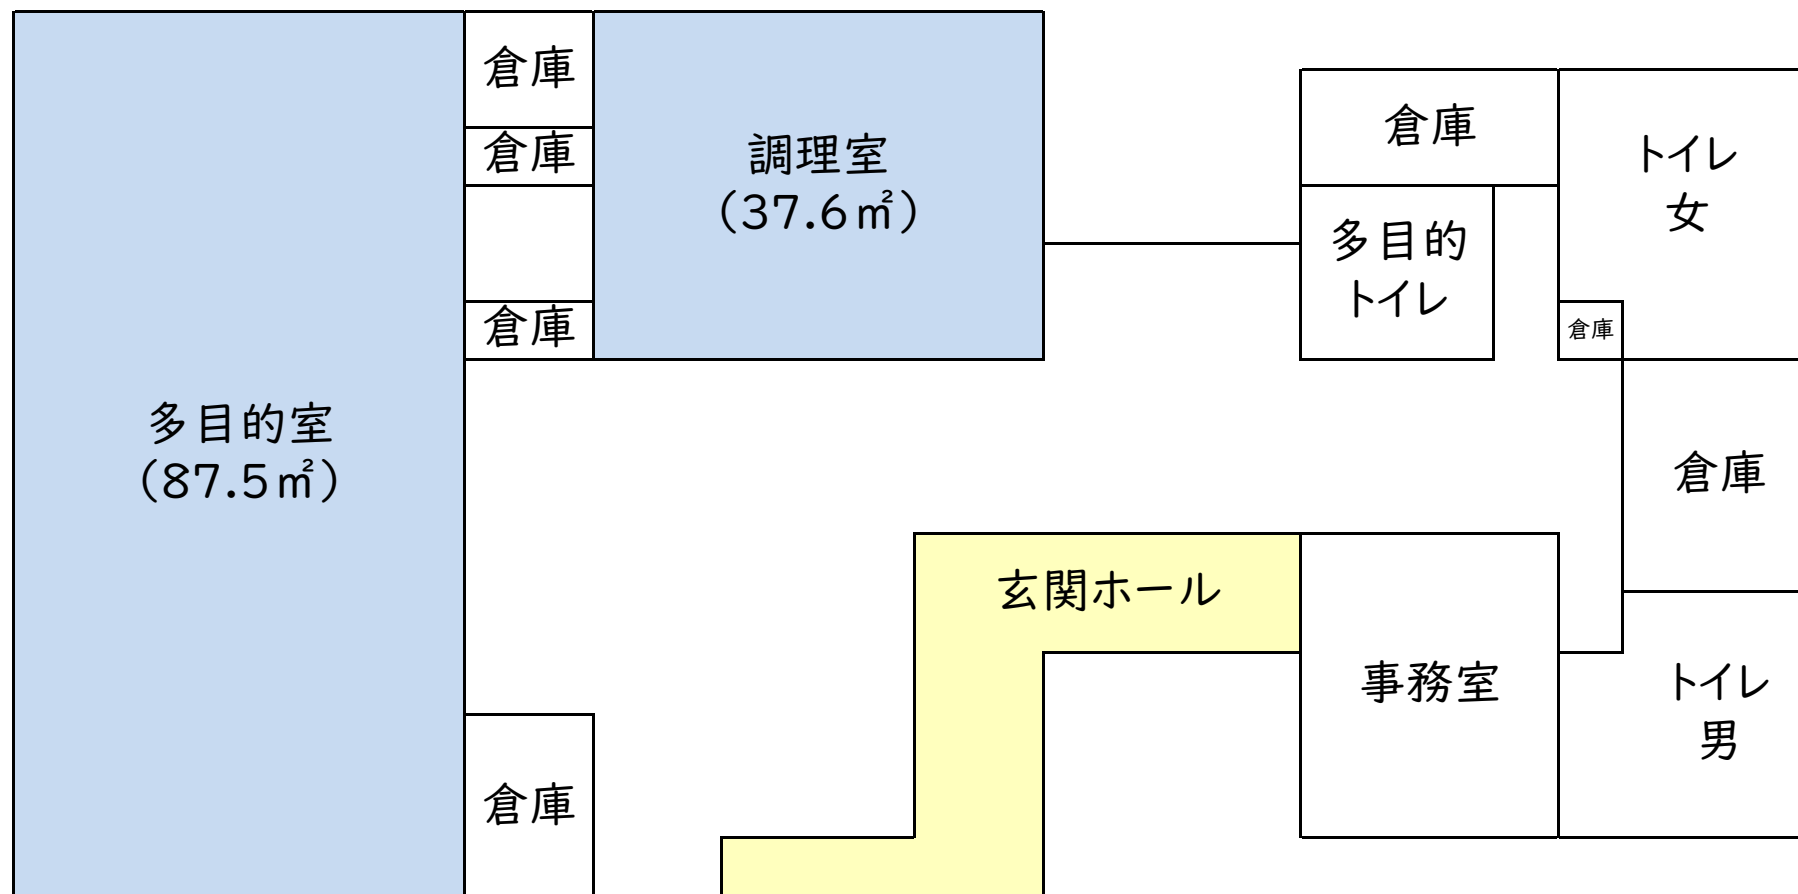 倉庫
倉庫
調理室
（37.6㎡）
倉庫
トイレ
女
多目的
トイレ
倉庫
倉庫
多目的室
（87.5㎡）
倉庫
玄関ホール
事務室
トイレ
男
倉庫